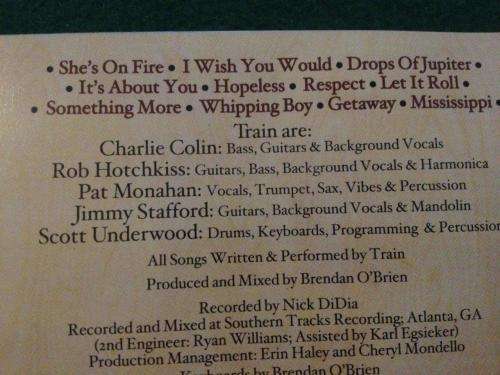 • She's On Fire • I Wish You Would • Drops Of Jupiter •
• It's About You • Hopeless • Respect • Let It Roll •
• Something More • Whipping Boy • Getaway • Mississippi •
Train are:
Charlie Colin: Bass, Guitars & Background Vocals
Rob Hotchkiss: Guitars, Bass, Background Vocals & Harmonica
Pat Monahan: Vocals, Trumpet, Sax, Vibes & Percussion
Jimmy Stafford: Guitars, Background Vocals & Mandolin
Scott Underwood: Drums, Keyboards, Programming & Percussion
All Songs Written & Performed by Train
Produced and Mixed by Brendan O'Brien
Recorded by Nick DiDia
Recorded and Mixed at Southern Tracks Recording; Atlanta, GA
(2nd Engineer: Ryan Williams; Assisted by Karl Egsieker)
Production Management: Erin Haley and Cheryl Mondello
Keyboards by Brendan O'Brien